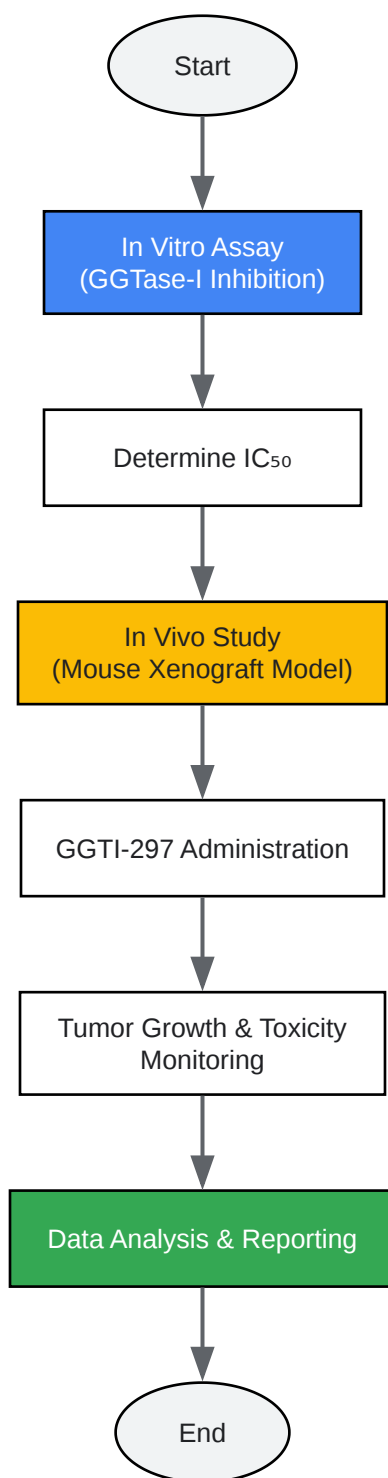 Start
In Vitro Assay
(GGTase-I Inhibition)
Determine IC₅₀
In Vivo Study
(Mouse Xenograft Model)
GGTI-297 Administration
Tumor Growth & Toxicity
Monitoring
Data Analysis & Reporting
End